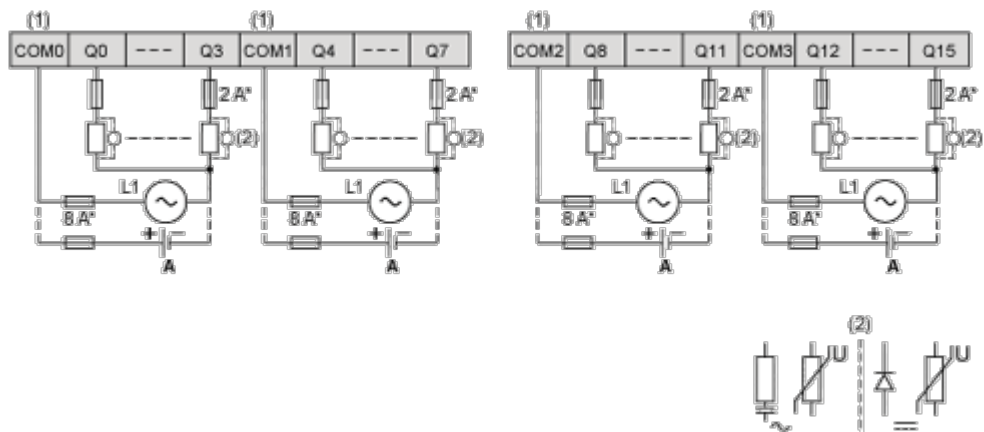 (1) (1) (1) (1)
COM0 Q0 --- Q3 COM1 Q4 --- Q7 COM2 Q8 --- Q11 COM3 Q12 --- Q15
2 A* 2 A* 2 A* 2 A*
(2) (2) (2) (2)
L1 L1 L1 L1
8 A* 8 A* 8 A* 8 A*
+ − + − + − + −
A A A A
(2)
U U